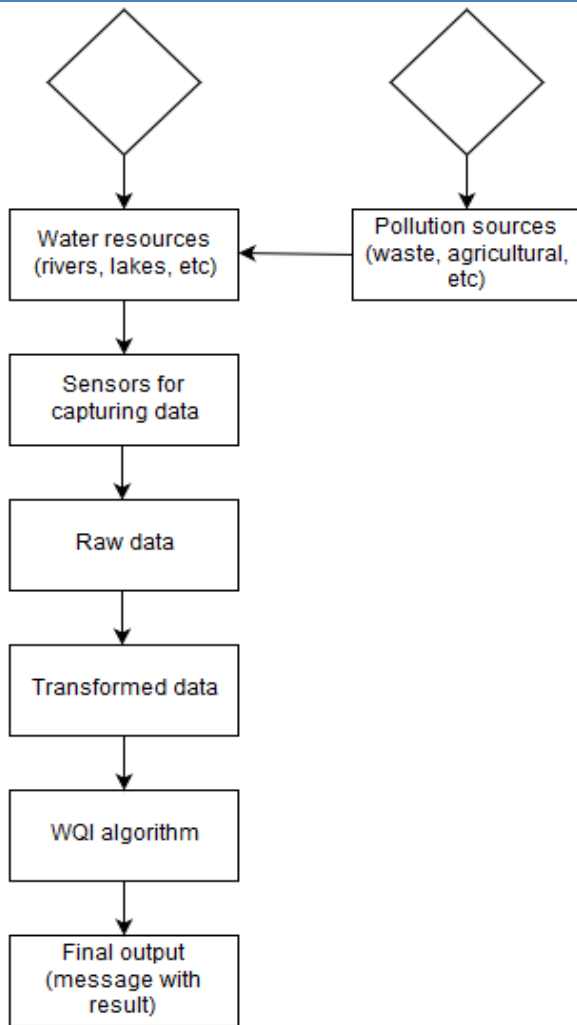 Water resources
(rivers, lakes, etc)
Pollution sources
(waste, agricultural,
etc)
Sensors for
capturing data
Raw data
Transformed data
WQI algorithm
Final output
(message with
result)